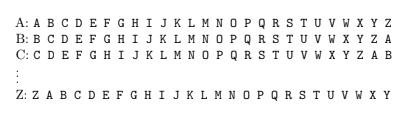 A: A B C D E F G H I J K L M N O P Q R S T U V W X Y Z
B: B C D E F G H I J K L M N O P Q R S T U V W X Y Z A
C: C D E F G H I J K L M N O P Q R S T U V W X Y Z A B
⋮
Z: Z A B C D E F G H I J K L M N O P Q R S T U V W X Y